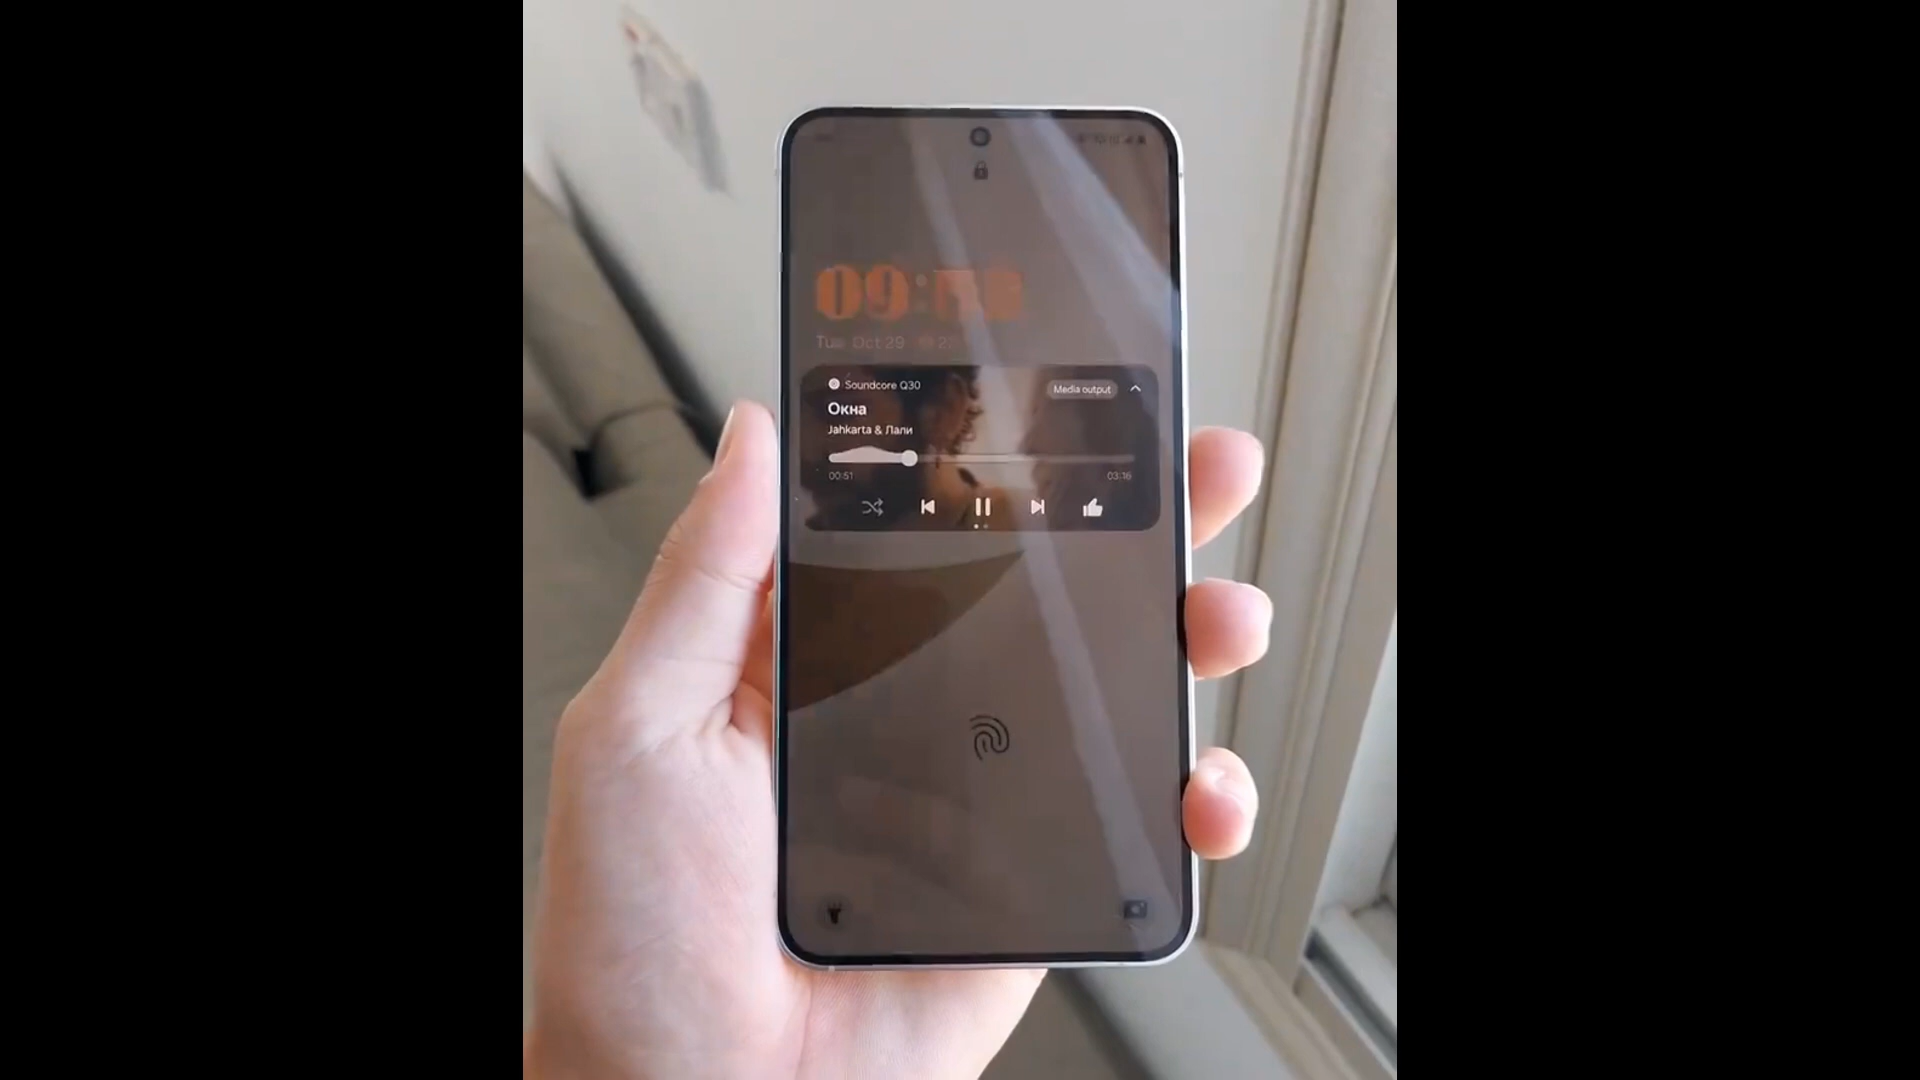 09:
Tue Oct 29
Soundcore Q30
Media output
Окна
Jahkarta & Лали
00:51
03:16